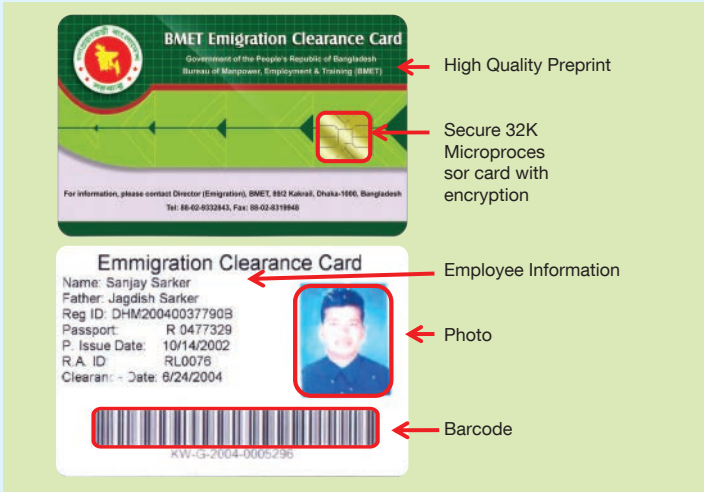 BMET Emigration Clearance Card
Government of the People's Republic of Bangladesh
Bureau of Manpower, Employment & Training (BMET)
High Quality Preprint
Secure 32K
Microproces
sor card with
encryption
For information, please contact Director (Emigration), BMET, 89/2 Kakrail, Dhaka-1000, Bangladesh
Tel: 88-02-9332843, Fax: 88-02-8319948
Emmigration Clearance Card
Employee Information
Name: Sanjay Sarker
Father: Jagdish Sarker
Reg ID: DHM20040037790B
Passport: R 0477329
P. Issue Date: 10/14/2002
R.A. ID: RL0076
Clearanc - Date: 6/24/2004
Photo
Barcode
KW-G-2004-0005296